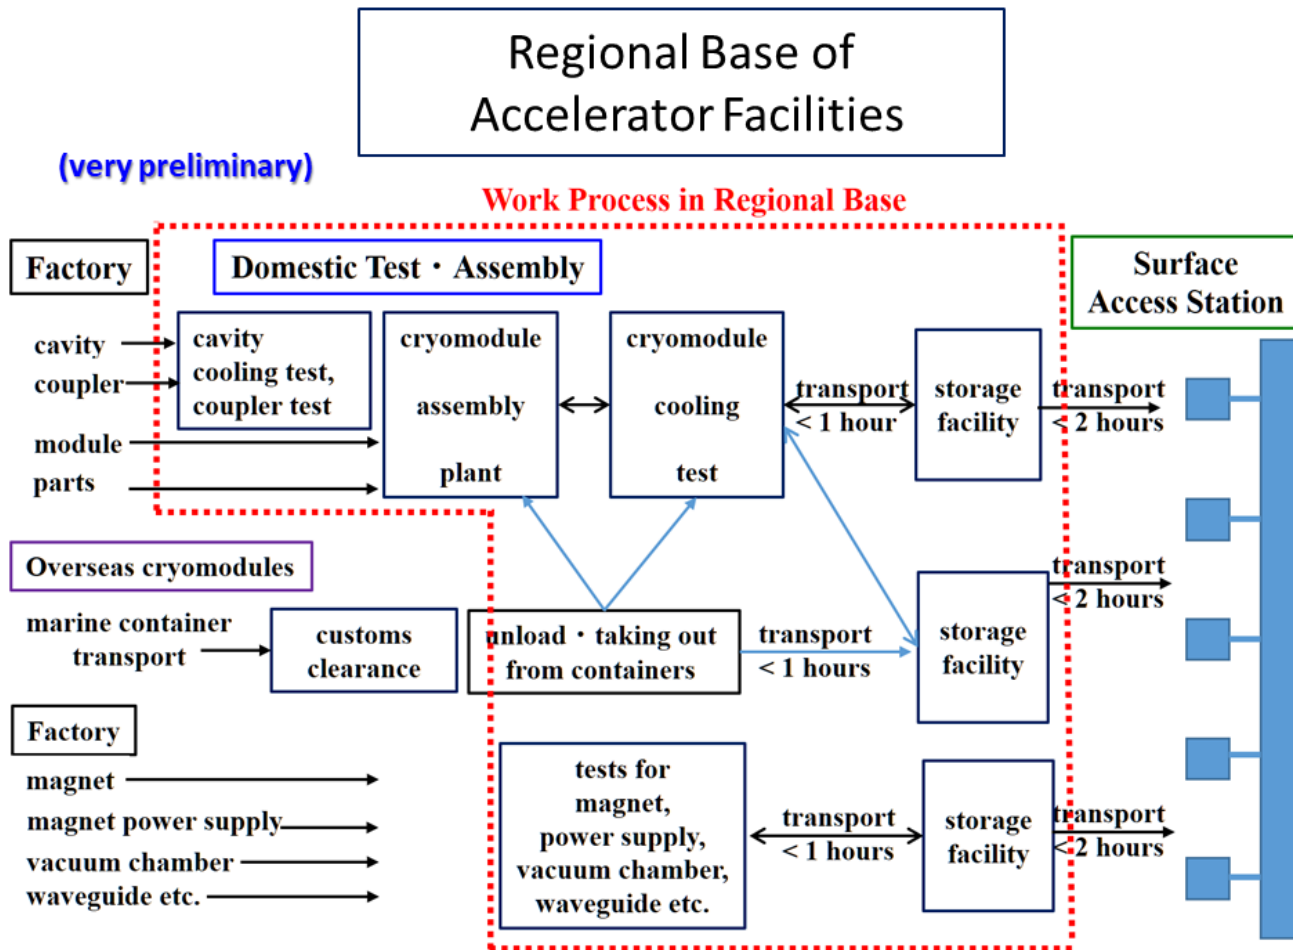 Regional Base of
Accelerator Facilities
(very preliminary)
Work Process in Regional Base
Factory
Domestic Test・Assembly
Surface
Access Station
cavity
coupler
module
parts
cavity
cooling test,
coupler test
cryomodule
assembly
plant
cryomodule
cooling
test
transport
< 1 hour
storage
facility
transport
< 2 hours
Overseas cryomodules
marine container
transport
customs
clearance
unload・taking out
from containers
transport
< 1 hours
storage
facility
transport
< 2 hours
Factory
magnet
magnet power supply
vacuum chamber
waveguide etc.
tests for
magnet,
power supply,
vacuum chamber,
waveguide etc.
transport
< 1 hours
storage
facility
transport
< 2 hours